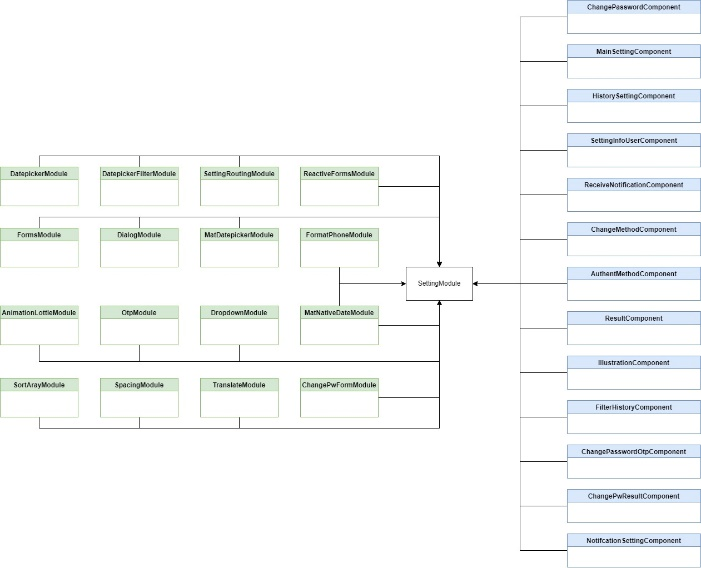 ChangePasswordComponent
MainSettingComponent
HistorySettingComponent
SettingInfoUserComponent
DatepickerModule
DatepickerFilterModule
SettingRoutingModule
ReactiveFormsModule
ReceiveNotificationComponent
FormsModule
DialogModule
MatDatepickerModule
FormatPhoneModule
ChangeMethodComponent
SettingModule
AuthentMethodComponent
AnimationLottieModule
OtpModule
DropdownModule
MatNativeDateModule
ResultComponent
IllustrationComponent
SortArayModule
SpacingModule
TranslateModule
ChangePwFormModule
FilterHistoryComponent
ChangePasswordOtpComponent
ChangePwResultComponent
NotifcationSettingComponent